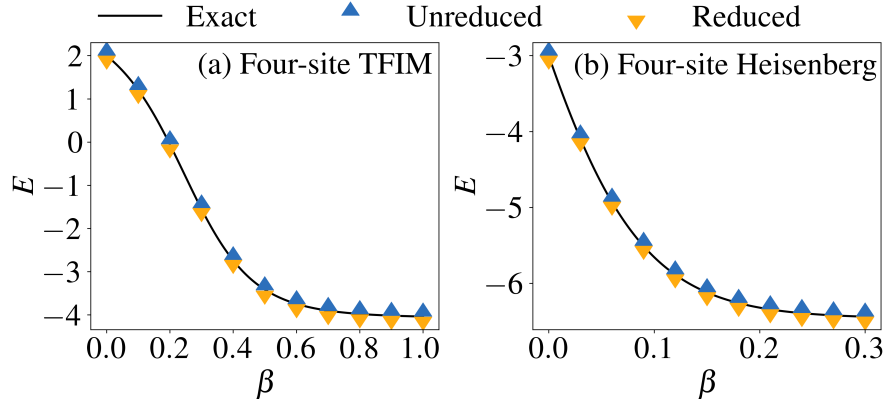 Exact Unreduced Reduced
(a) Four-site TFIM
E
2
1
0
−1
−2
−3
−4
0.0 0.2 0.4 0.6 0.8 1.0
β
(b) Four-site Heisenberg
E
−3
−4
−5
−6
0.0 0.1 0.2 0.3
β